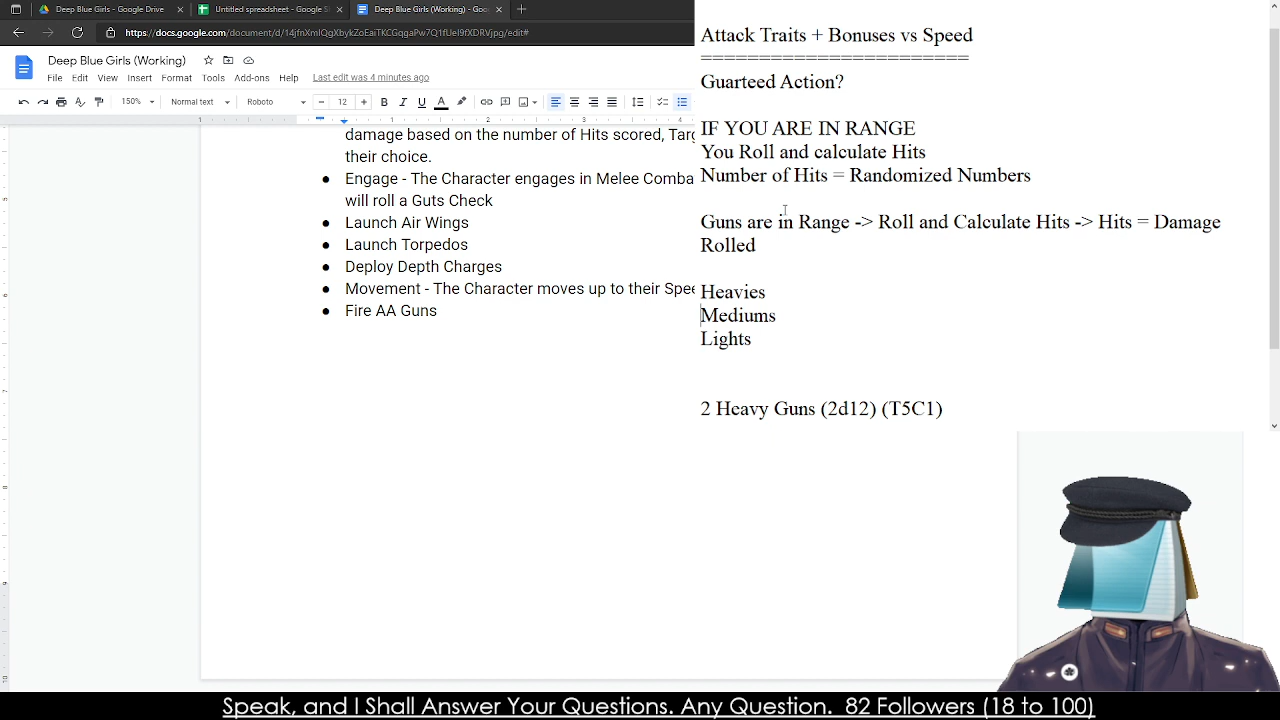 Deep Blue Girls - Google Drive
Untitled spreadsheet - Google S
Deep Blue Girls (Working) - Goo
https://docs.google.com/document/d/14jfnXmlQgXbykZoEaiTKCGqgaPw7Q1flJel9fXDRVjpg/edit#
Deep Blue Girls (Working)
File Edit View Insert Format Tools Add-ons Help Last edit was 4 minutes ago
150% Normal text Roboto 12 B I U A
damage based on the number of Hits scored, Targ
their choice.
● Engage - The Character engages in Melee Comba
will roll a Guts Check
● Launch Air Wings
● Launch Torpedos
● Deploy Depth Charges
● Movement - The Character moves up to their Spee
● Fire AA Guns
Attack Traits + Bonuses vs Speed
=======================
Guarteed Action?
IF YOU ARE IN RANGE
You Roll and calculate Hits
Number of Hits = Randomized Numbers
Guns are in Range -> Roll and Calculate Hits -> Hits = Damage
Rolled
Heavies
Mediums
Lights
2 Heavy Guns (2d12) (T5C1)
Speak, and I Shall Answer Your Questions. Any Question. 82 Followers (18 to 100)